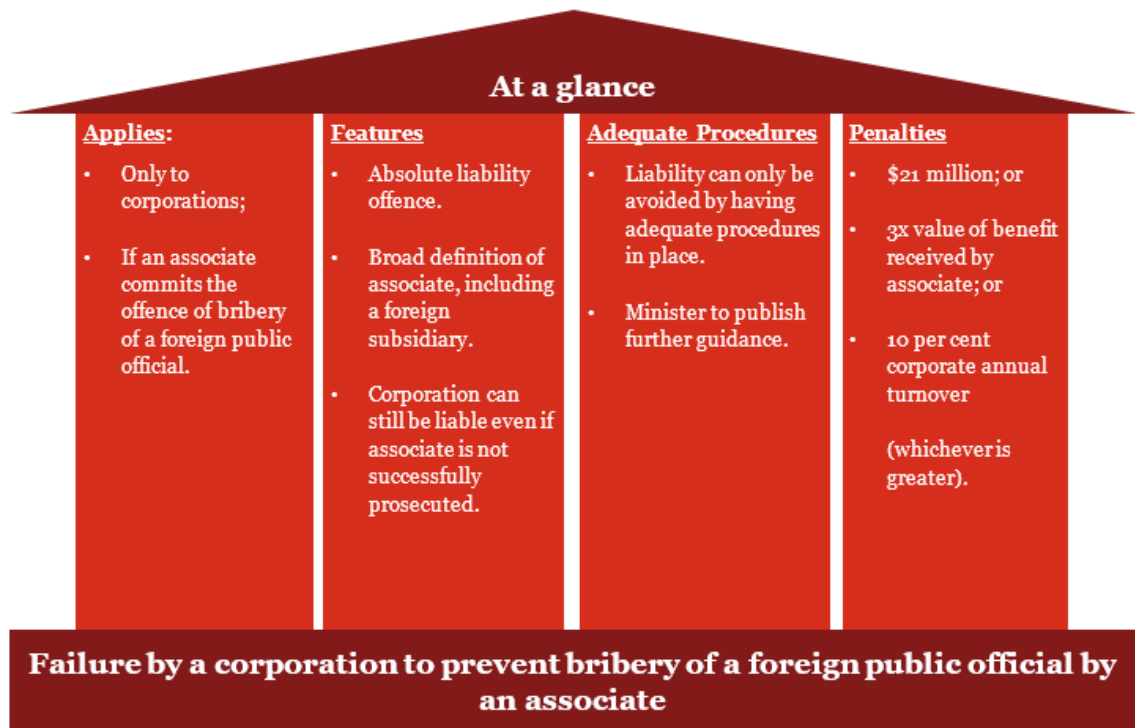 At a glance
Applies:
• Only to
corporations;
• If an associate
commits the
offence of bribery
of a foreign public
official.
Features
• Absolute liability
offence.
• Broad definition of
associate, including
a foreign
subsidiary.
• Corporation can
still be liable even if
associate is not
successfully
prosecuted.
Adequate Procedures
• Liability can only be
avoided by having
adequate procedures
in place.
• Minister to publish
further guidance.
Penalties
• $21 million; or
• 3x value of benefit
received by
associate; or
• 10 per cent
corporate annual
turnover
(whichever is
greater).
Failure by a corporation to prevent bribery of a foreign public official by
an associate